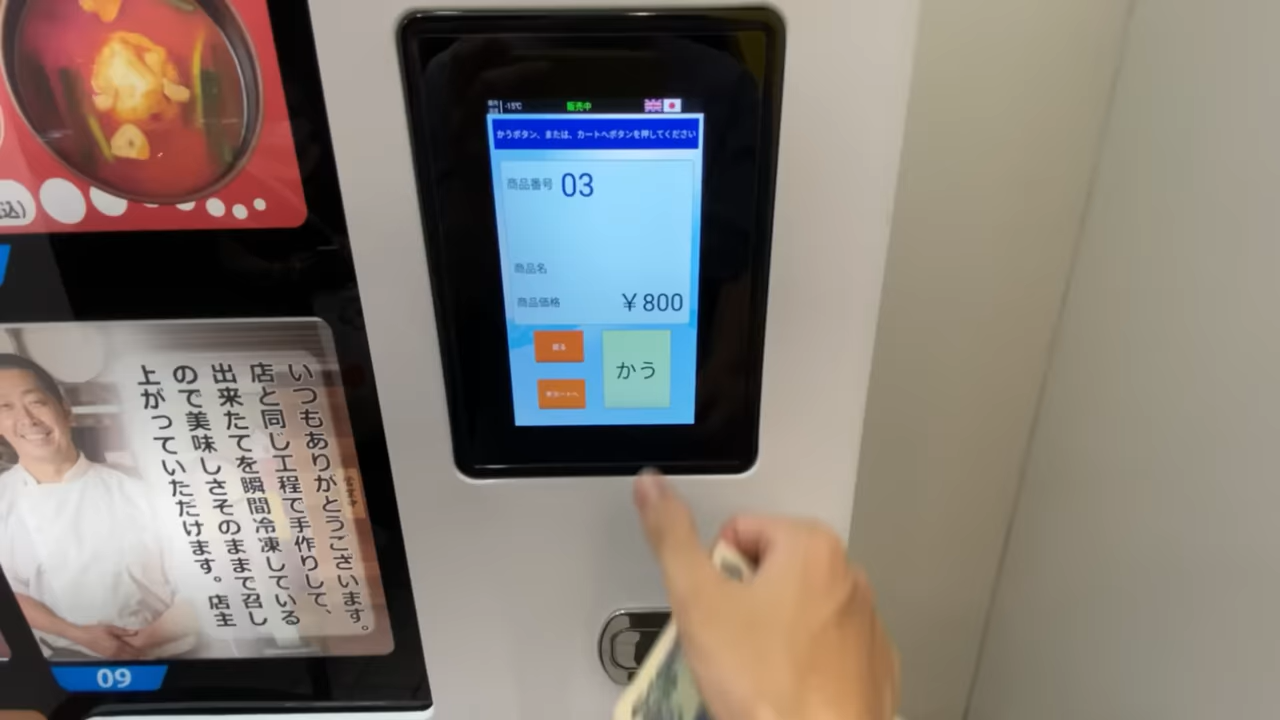 -15℃
販売中
かうボタン、または、カートへボタンを押してください
商品番号 03
商品名
商品価格 ￥800
戻る
かう
込)
いつもありがとうございます。
店と同じ工程で手作りして、
出来たてを瞬間冷凍している
ので美味しさそのままで召し
上がっていただけます。店主
営業中
09